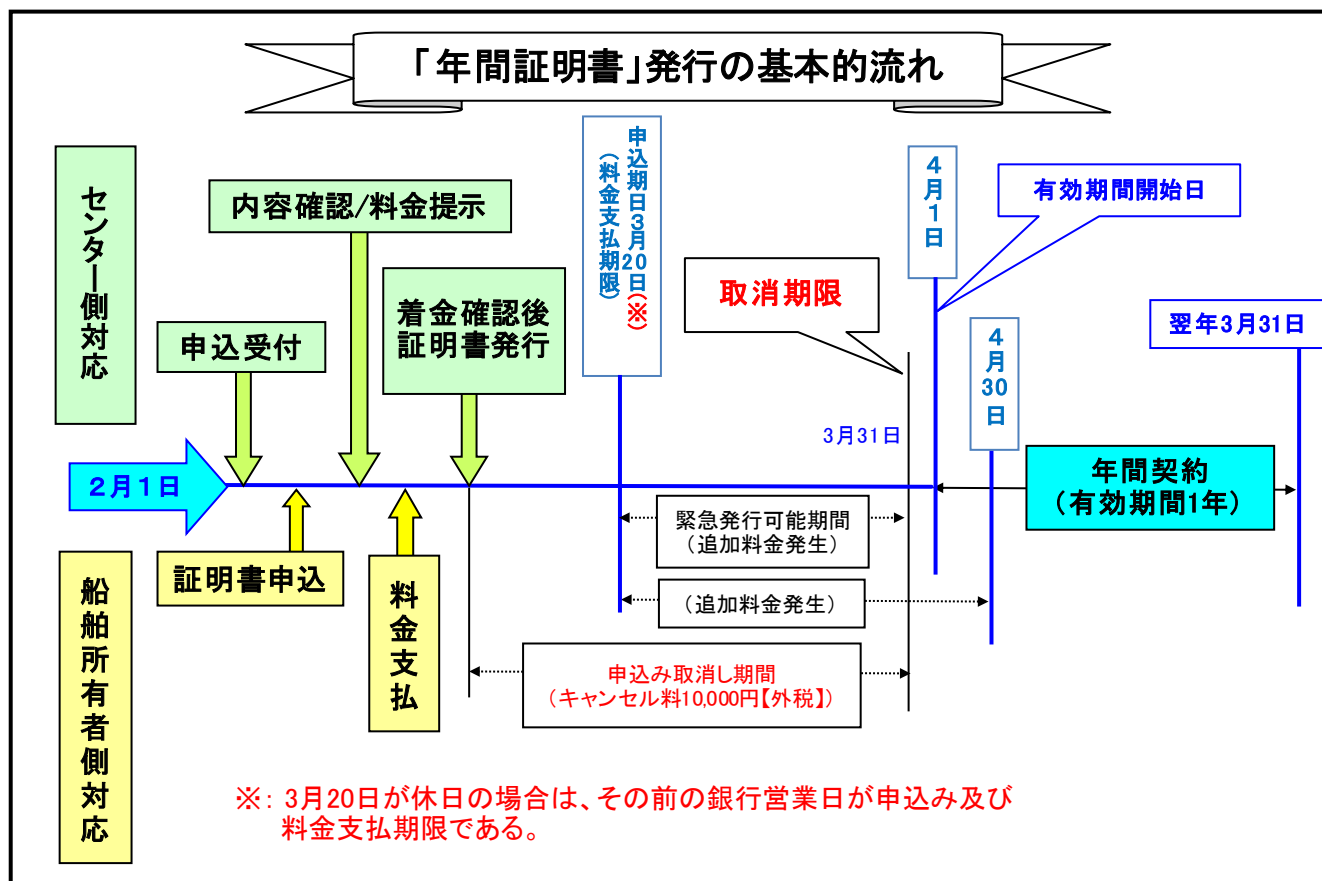 「年間証明書」発行の基本的流れ
センター側対応
申込受付
内容確認/料金提示
着金確認後
証明書発行
申込期日3月20日(※)
(料金支払期限)
取消期限
4月1日
有効期間開始日
4月30日
翌年3月31日
3月31日
2月1日
年間契約
(有効期間1年)
緊急発行可能期間
(追加料金発生)
(追加料金発生)
申込み取消し期間
(キャンセル料10,000円【外税】)
船舶所有者側対応
証明書申込
料金支払
※: 3月20日が休日の場合は、その前の銀行営業日が申込み及び
料金支払期限である。